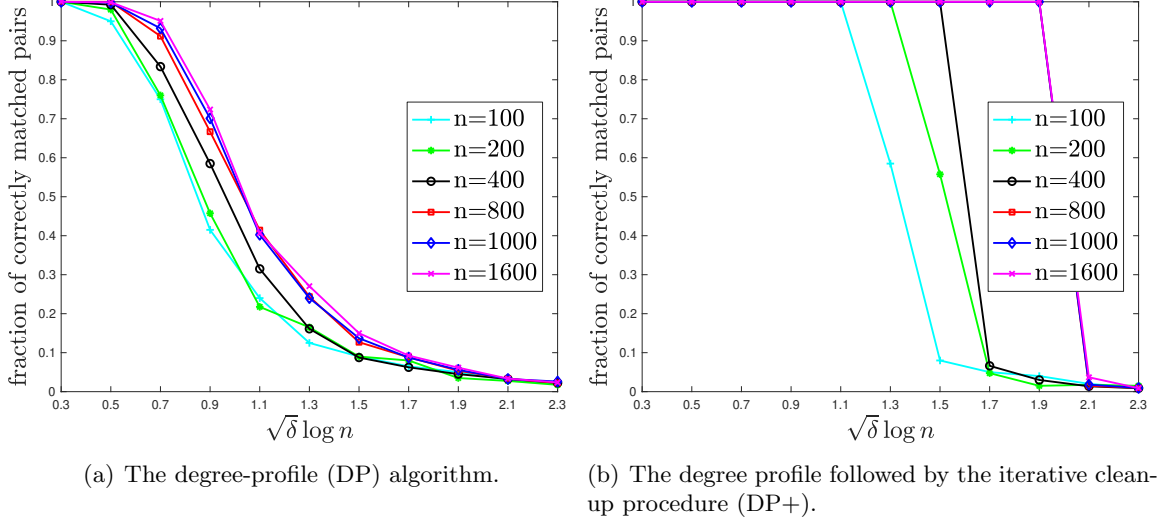 fraction of correctly matched pairs
1
0.9
0.8
0.7
0.6
0.5
0.4
0.3
0.2
0.1
0
0.3 0.5 0.7 0.9 1.1 1.3 1.5 1.7 1.9 2.1 2.3
√δ log n
n=100
n=200
n=400
n=800
n=1000
n=1600
(a) The degree-profile (DP) algorithm.
fraction of correctly matched pairs
1
0.9
0.8
0.7
0.6
0.5
0.4
0.3
0.2
0.1
0
0.3 0.5 0.7 0.9 1.1 1.3 1.5 1.7 1.9 2.1 2.3
√δ log n
n=100
n=200
n=400
n=800
n=1000
n=1600
(b) The degree profile followed by the iterative clean-
up procedure (DP+).